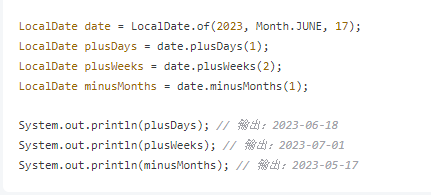 LocalDate date = LocalDate.of(2023, Month.JUNE, 17);
LocalDate plusDays = date.plusDays(1);
LocalDate plusWeeks = date.plusWeeks(2);
LocalDate minusMonths = date.minusMonths(1);
System.out.println(plusDays); // 输出：2023-06-18
System.out.println(plusWeeks); // 输出：2023-07-01
System.out.println(minusMonths); // 输出：2023-05-17